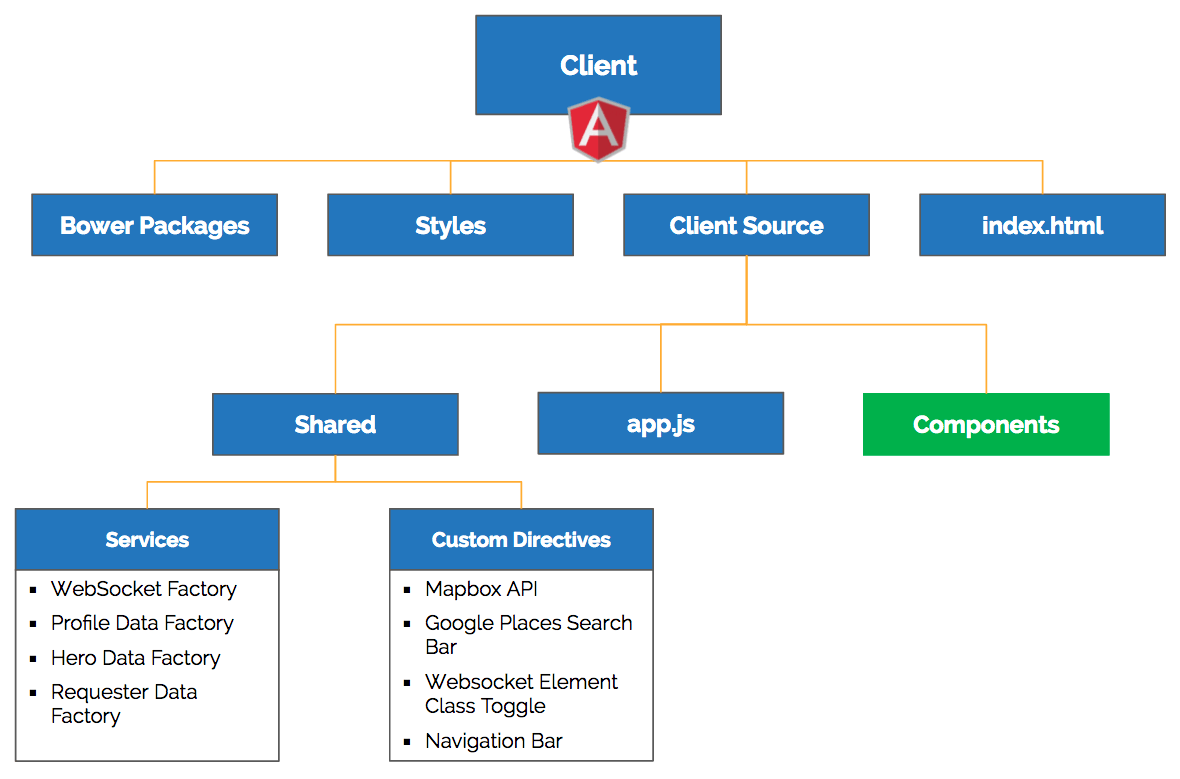 Client
A
Bower Packages
Styles
Client Source
index.html
Shared
app.js
Components
Services
WebSocket Factory
Profile Data Factory
Hero Data Factory
Requester Data
Factory
Custom Directives
Mapbox API
Google Places Search
Bar
Websocket Element
Class Toggle
Navigation Bar